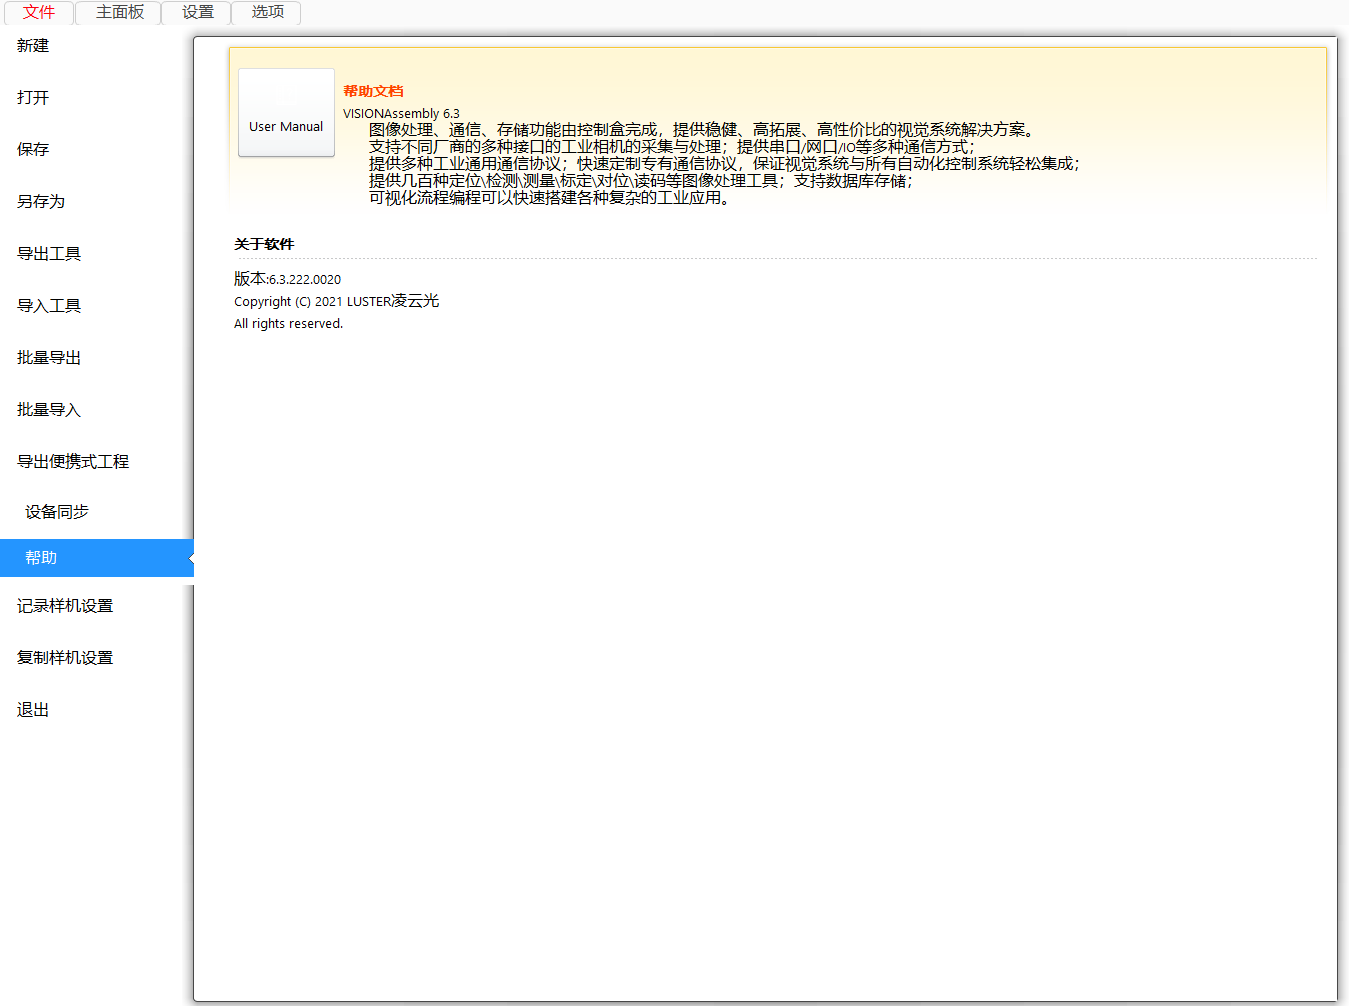 文件 主面板 设置 选项
新建
打开
保存
另存为
导出工具
导入工具
批量导出
批量导入
导出便携式工程
设备同步
帮助
记录样机设置
复制样机设置
退出
User Manual
帮助文档
VISIONAssembly 6.3
图像处理、通信、存储功能由控制盒完成，提供稳健、高拓展、高性价比的视觉系统解决方案。
支持不同厂商的多种接口的工业相机的采集与处理；提供串口/网口/IO等多种通信方式；
提供多种工业通用通信协议；快速定制专有通信协议，保证视觉系统与所有自动化控制系统轻松集成；
提供几百种定位\检测\测量\标定\对位\读码等图像处理工具；支持数据库存储；
可视化流程编程可以快速搭建各种复杂的工业应用。
关于软件
版本:6.3.222.0020
Copyright (C) 2021 LUSTER凌云光
All rights reserved.